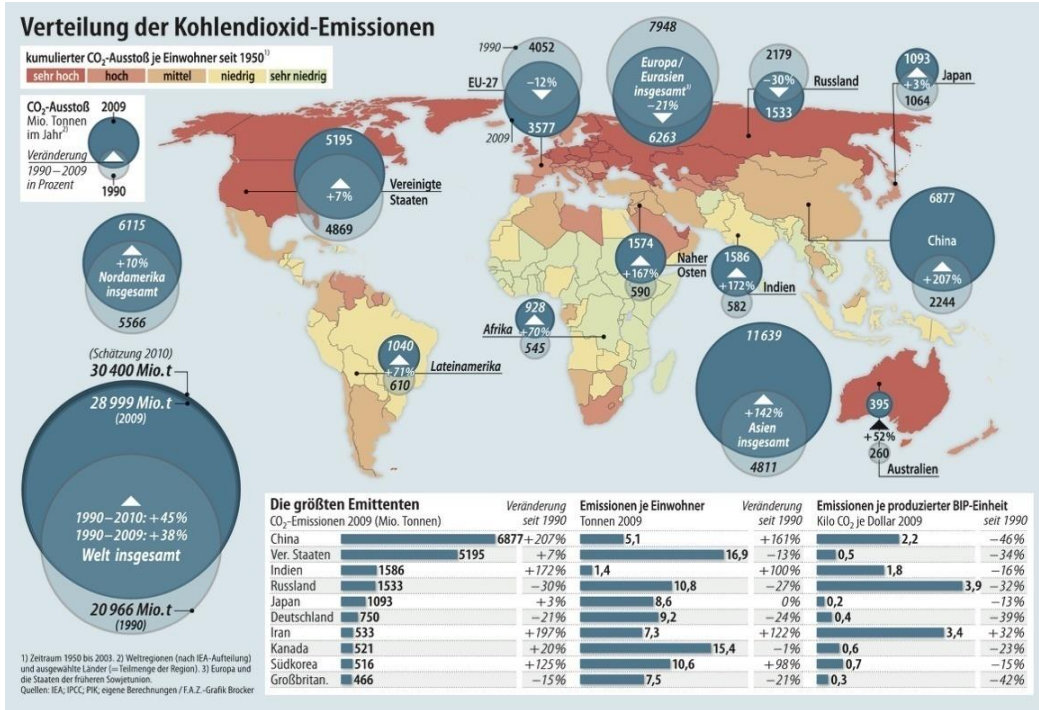 Verteilung der Kohlendioxid-Emissionen
kumulierter CO₂-Ausstoß je Einwohner seit 1950¹⁾
sehr hoch hoch mittel niedrig sehr niedrig
CO₂-Ausstoß
Mio. Tonnen
im Jahr²⁾
2009
Veränderung
1990–2009
in Prozent
1990
1990
4052
EU-27
−12%
2009
3577
7948
Europa/
Eurasien
insgesamt³⁾
−21%
6263
2179
−30%
Russland
1533
1093
+3%
Japan
1064
5195
+7%
Vereinigte
Staaten
4869
6115
+10%
Nordamerika
insgesamt
5566
1574
+167%
Naher
Osten
590
1586
+172%
Indien
582
6877
China
+207%
2244
928
+70%
Afrika
545
1040
+71%
Lateinamerika
610
11639
+142%
Asien
insgesamt
4811
395
+52%
260
Australien
(Schätzung 2010)
30 400 Mio. t
28 999 Mio. t
(2009)
1990–2010: +45%
1990–2009: +38%
Welt insgesamt
20 966 Mio. t
(1990)
Die größten Emittenten Veränderung Emissionen je Einwohner Veränderung Emissionen je produzierter BIP-Einheit
CO₂-Emissionen 2009 (Mio. Tonnen) seit 1990 Tonnen 2009 seit 1990 Kilo CO₂ je Dollar 2009 seit 1990
China 6877 +207% 5,1 +161% 2,2 −46%
Ver. Staaten 5195 +7% 16,9 −13% 0,5 −34%
Indien 1586 +172% 1,4 +100% 1,8 −16%
Russland 1533 −30% 10,8 −27% 3,9 −32%
Japan 1093 +3% 8,6 0% 0,2 −13%
Deutschland 750 −21% 9,2 −24% 0,4 −39%
Iran 533 +197% 7,3 +122% 3,4 +32%
Kanada 521 +20% 15,4 −1% 0,6 −23%
Südkorea 516 +125% 10,6 +98% 0,7 −15%
Großbritan. 466 −15% 7,5 −21% 0,3 −42%
1) Zeitraum 1950 bis 2003. 2) Weltregionen (nach IEA-Aufteilung)
und ausgewählte Länder (= Teilmenge der Region). 3) Europa und
die Staaten der früheren Sowjetunion.
Quellen: IEA; IPCC; PIK; eigene Berechnungen / F.A.Z.-Grafik Brocker